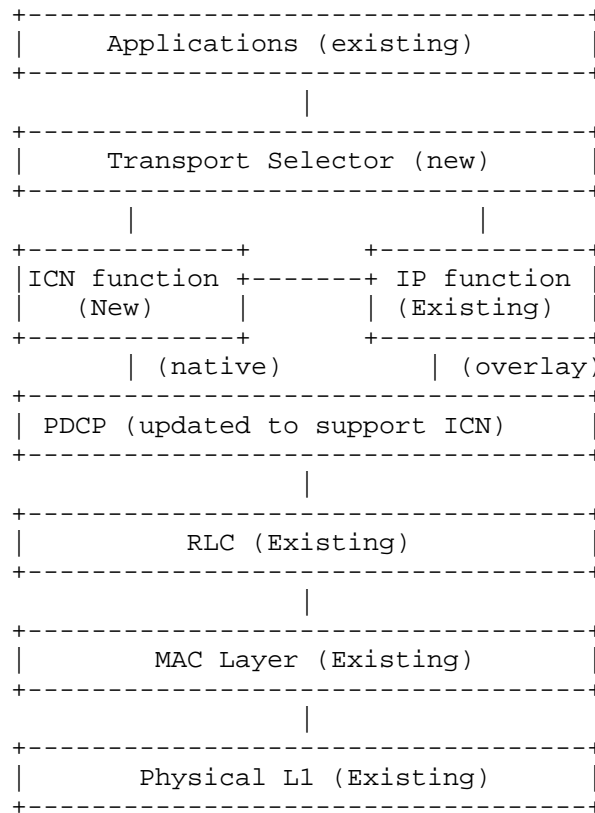 Applications (existing)
Transport Selector (new)
ICN function IP function
(New) (Existing)
(native) (overlay)
PDCP (updated to support ICN)
RLC (Existing)
MAC Layer (Existing)
Physical L1 (Existing)